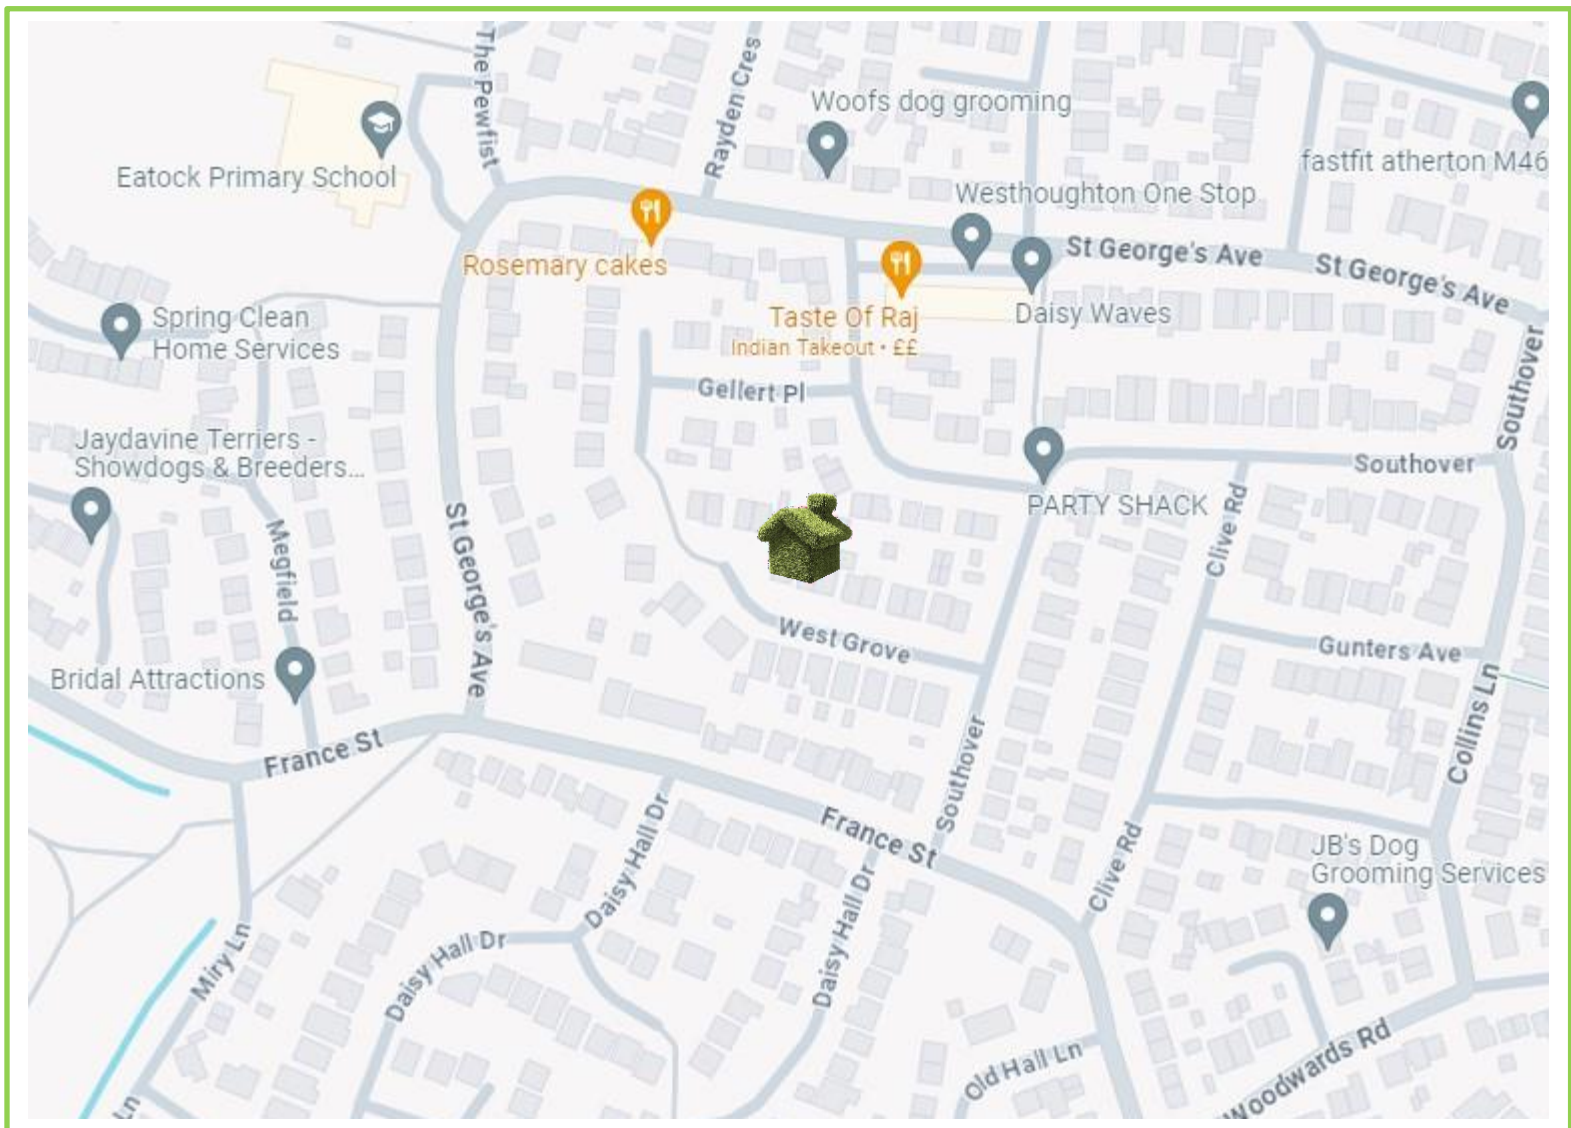 The Pewfist
Rayden Cres
Woofs dog grooming
fastfit atherton M46
Eatock Primary School
Westhoughton One Stop
St George's Ave
St George's Ave
Rosemary cakes
Taste Of Raj
Indian Takeout • ££
Daisy Waves
Spring Clean
Home Services
Southover
Gellert Pl
Jaydavine Terriers -
Showdogs & Breeders...
Southover
PARTY SHACK
Clive Rd
Megfield
St George's Ave
West Grove
Gunters Ave
Bridal Attractions
Collins Ln
France St
Southover
France St
Daisy Hall Dr
Clive Rd
JB's Dog
Grooming Services
Daisy Hall Dr
Daisy Hall Dr
Miry Ln
Old Hall Ln
Woodwards Rd
Ln